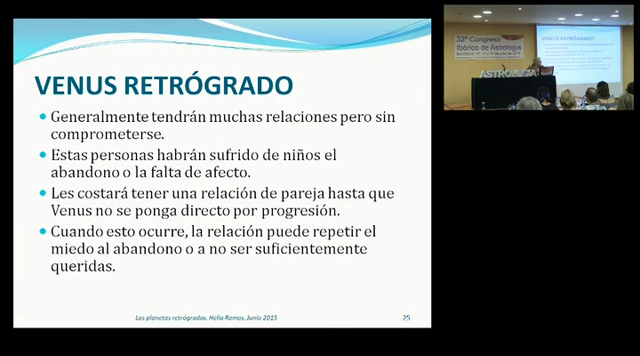 VENUS RETRÓGRADO
Generalmente tendrán muchas relaciones pero sin
comprometerse.
Estas personas habrán sufrido de niños el
abandono o la falta de afecto.
Les costará tener una relación de pareja hasta que
Venus no se ponga directo por progresión.
Cuando esto ocurre, la relación puede repetir el
miedo al abandono o a no ser suficientemente
queridas.
Los planetas retrógrados. Helia Ramos. Junio 2015
25
32º Congreso
Ibérico de Astrología
ASTROLOGIA
VENUS RETRÓGRADO